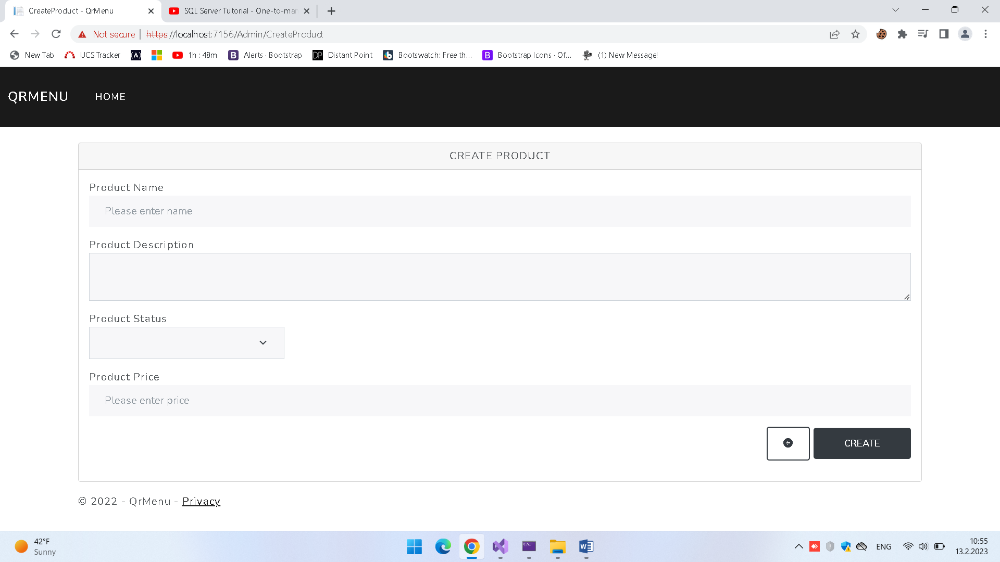 CreateProduct - QrMenu
SQL Server Tutorial - One-to-man
Not secure
https://localhost:7156/Admin/CreateProduct
New Tab
UCS Tracker
(A)
1h : 48m
B
Alerts · Bootstrap
DP
Distant Point
b
Bootswatch: Free th...
B
Bootstrap Icons · Of...
(1) New Message!
QRMENU
HOME
CREATE PRODUCT
Product Name
Please enter name
Product Description
Product Status
Product Price
Please enter price
CREATE
© 2022 - QrMenu - Privacy
42°F
Sunny
C:\_
W
ENG
10:55
13.2.2023